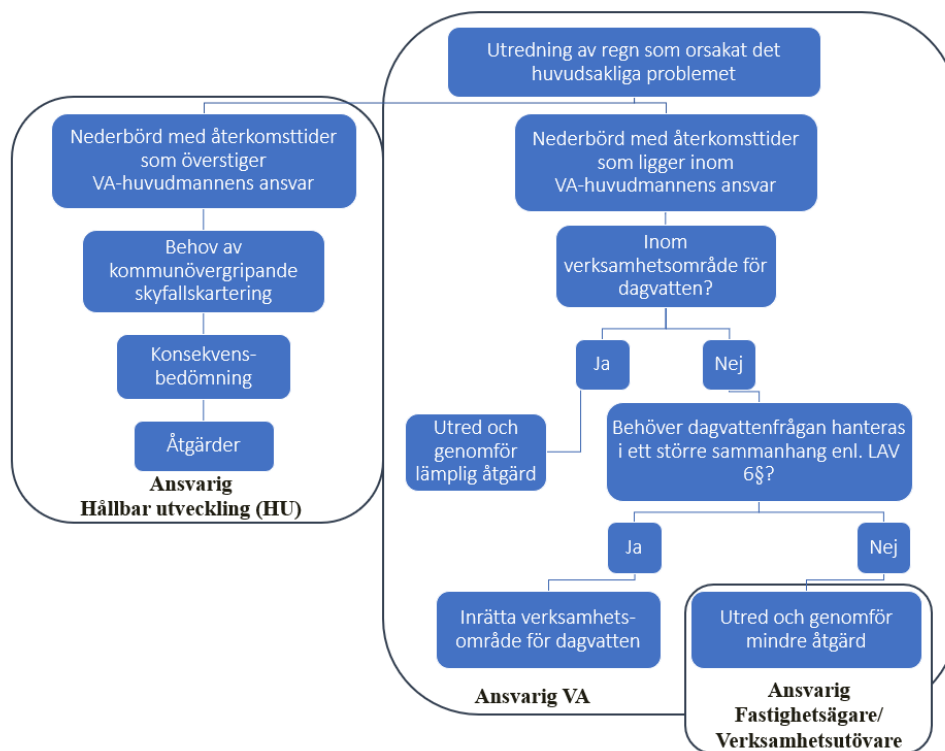 Utredning av regn som orsakat det
huvudsakliga problemet
Nederbörd med återkomsttider
som överstiger
VA-huvudmannens ansvar
Nederbörd med återkomsttider
som ligger inom
VA-huvudmannens ansvar
Behov av
kommunövergripande
skyfallskartering
Inom
verksamhetsområde för
dagvatten?
Konsekvens-
bedömning
Ja
Nej
Åtgärder
Utred och
genomför
lämplig åtgärd
Behöver dagvattenfrågan hanteras
i ett större sammanhang enl. LAV
6§?
Ansvarig
Hållbar utveckling (HU)
Ja
Nej
Inrätta verksamhets-
område för dagvatten
Utred och genomför
mindre åtgärd
Ansvarig VA
Ansvarig
Fastighetsägare/
Verksamhetsutövare